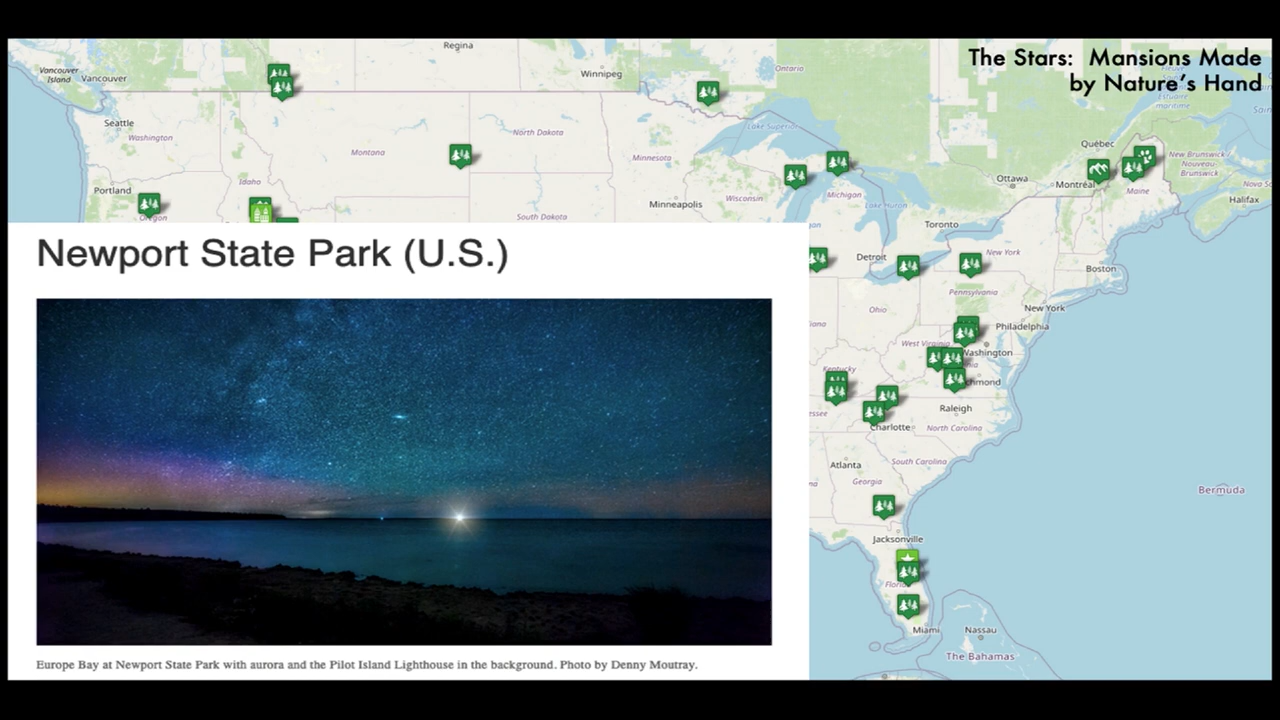 The Stars: Mansions Made
by Nature's Hand
Regina
Winnipeg
Ontario
Vancouver
Island
Vancouver
Seattle
Washington
Montana
North Dakota
Minnesota
Lake Superior
Québec
New Brunswick /
Nouveau-
Brunswick
Ottawa
Montréal
Maine
Halifax
Portland
Oregon
Idaho
South Dakota
Minneapolis
Wisconsin
Michigan
Lake Huron
Toronto
Newport State Park (U.S.)
Detroit
New York
Boston
Pennsylvania
Ohio
New York
Philadelphia
West Virginia
Washington
Kentucky
Raleigh
Charlotte
North Carolina
Atlanta
South Carolina
Georgia
Bermuda
Jacksonville
Florida
Miami
Nassau
The Bahamas
Europe Bay at Newport State Park with aurora and the Pilot Island Lighthouse in the background. Photo by Denny Moutray.